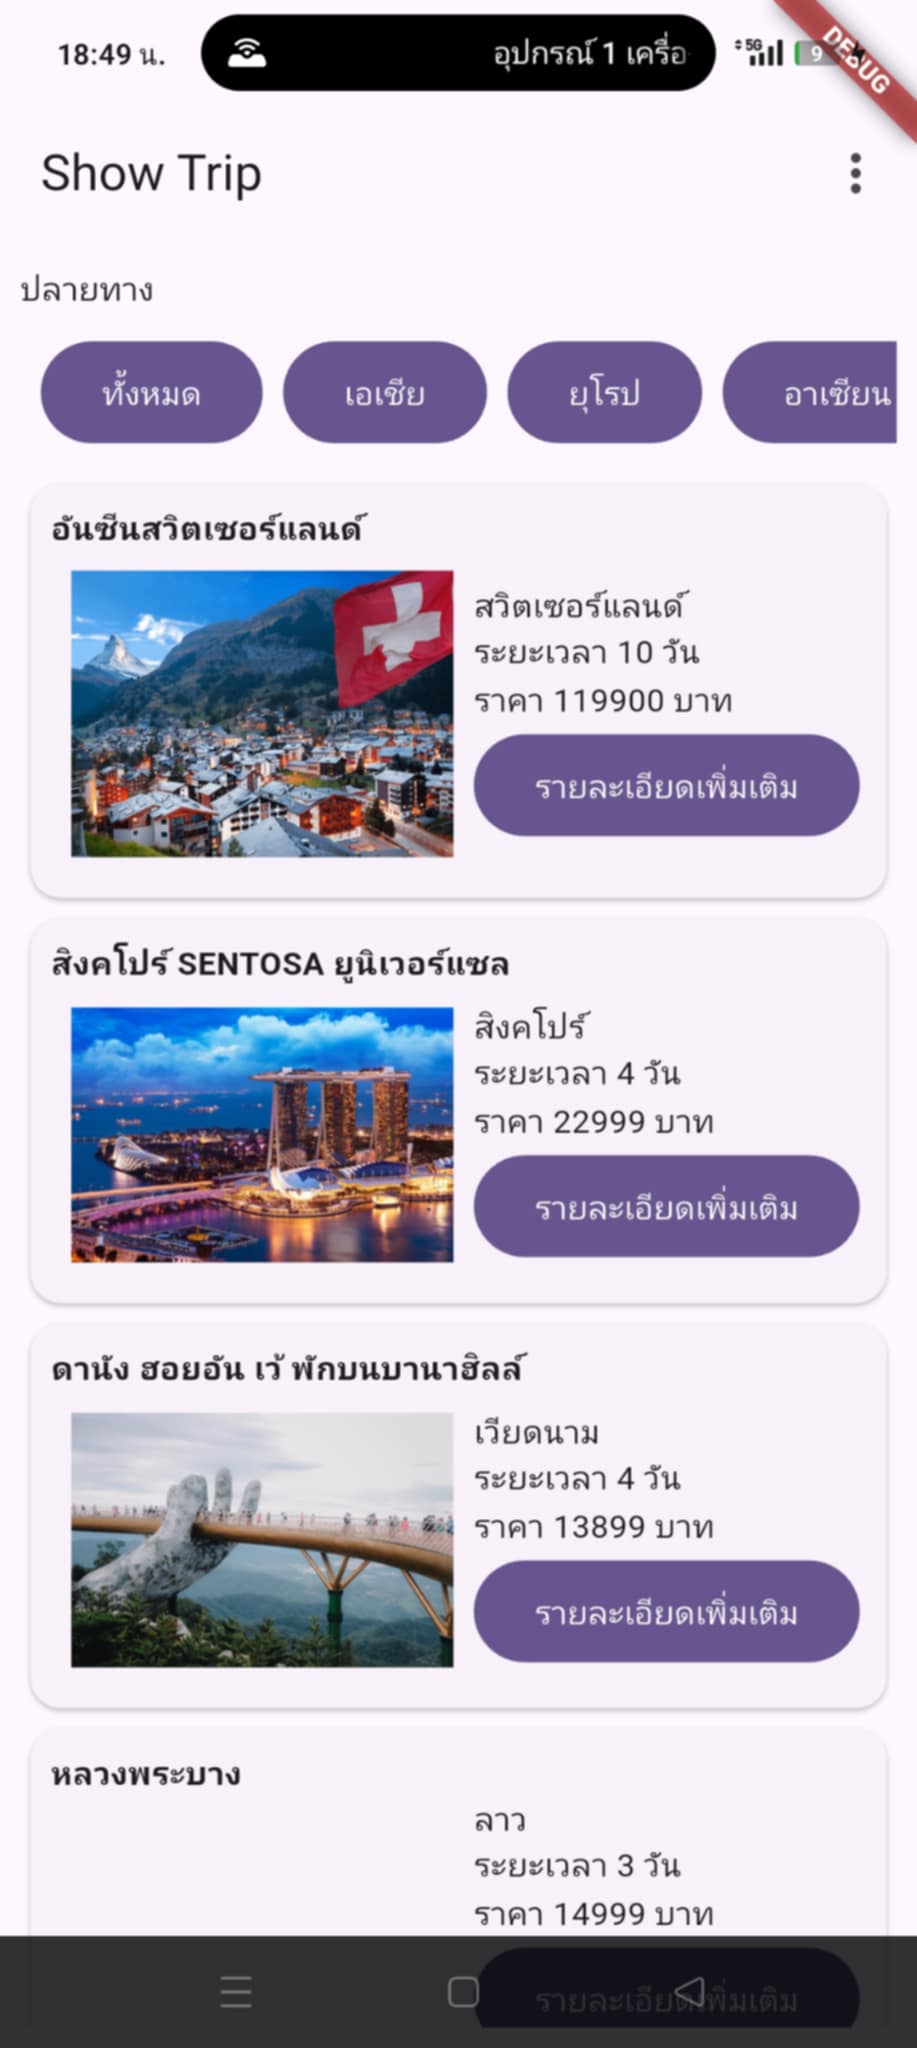 18:49 น.
อุปกรณ์ 1 เครื่อ
5G
9
DEBUG
Show Trip
ปลายทาง
ทั้งหมด
เอเชีย
ยุโรป
อาเซียน
อันซีนสวิตเซอร์แลนด์
สวิตเซอร์แลนด์
ระยะเวลา 10 วัน
ราคา 119900 บาท
รายละเอียดเพิ่มเติม
สิงคโปร์ SENTOSA ยูนิเวอร์แซล
สิงคโปร์
ระยะเวลา 4 วัน
ราคา 22999 บาท
รายละเอียดเพิ่มเติม
ดานัง ฮอยอัน เว้ พักบนบานาฮิลล์
เวียดนาม
ระยะเวลา 4 วัน
ราคา 13899 บาท
รายละเอียดเพิ่มเติม
หลวงพระบาง
ลาว
ระยะเวลา 3 วัน
ราคา 14999 บาท
รายละเอียดเพิ่มเติม